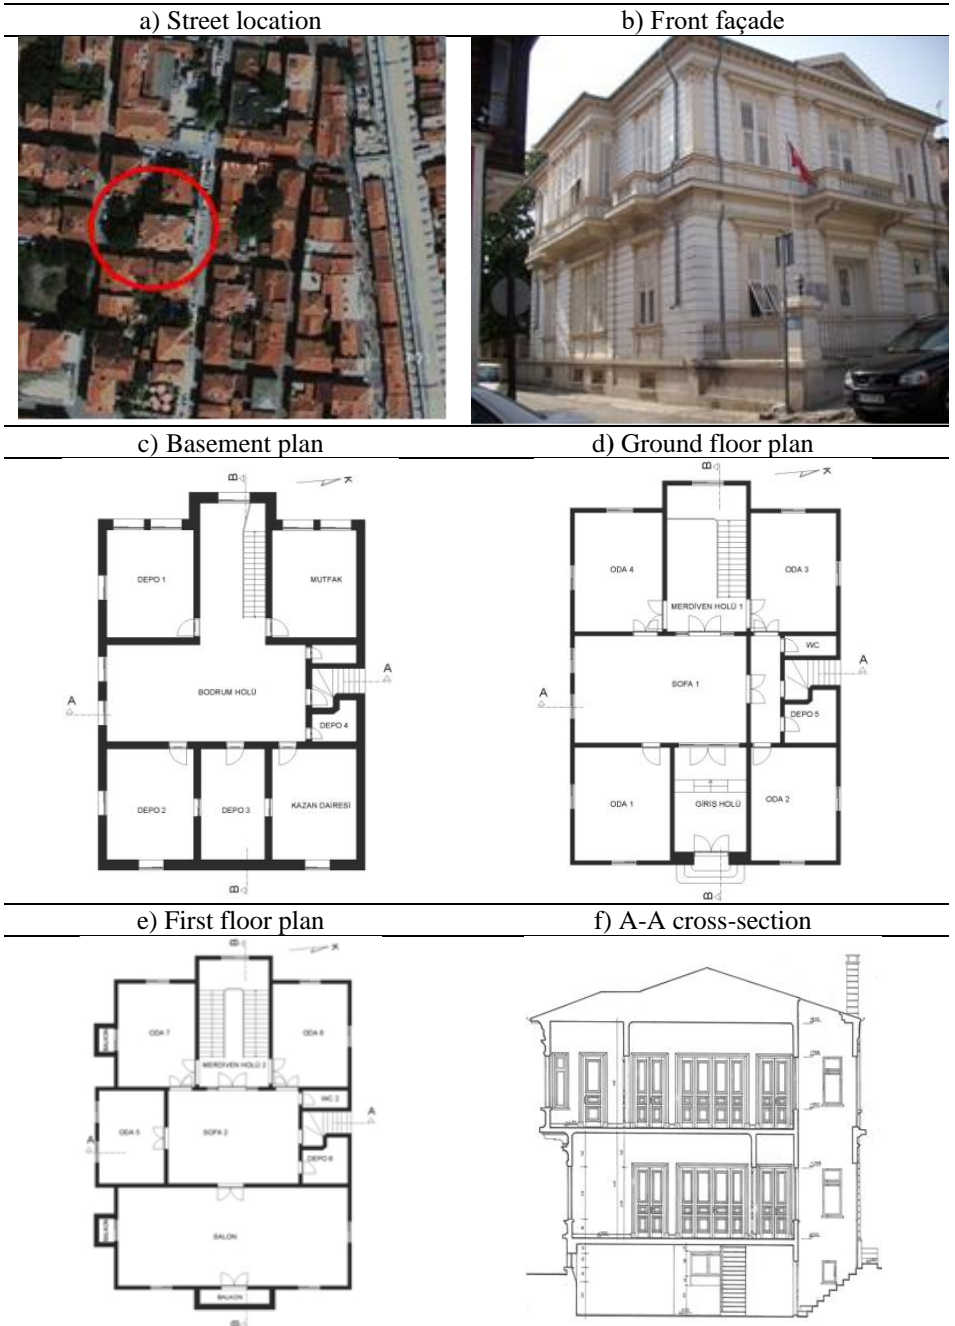 a) Street location
b) Front façade
c) Basement plan
d) Ground floor plan
B
K
DEPO 1
MUTFAK
A
A
BODRUM HOLÜ
DEPO 4
DEPO 2
DEPO 3
KAZAN DAİRESİ
B
B
K
ODA 4
ODA 3
MERDİVEN HOLÜ 1
WC
A
A
SOFA 1
DEPO 5
ODA 1
GİRİŞ HOLÜ
ODA 2
B
e) First floor plan
f) A-A cross-section
B
K
ODA 7
ODA 6
BALKON
MERDİVEN HOLÜ 2
WC 2
A
A
ODA 5
SOFA 2
DEPO 6
BALKON
SALON
BALKON
B